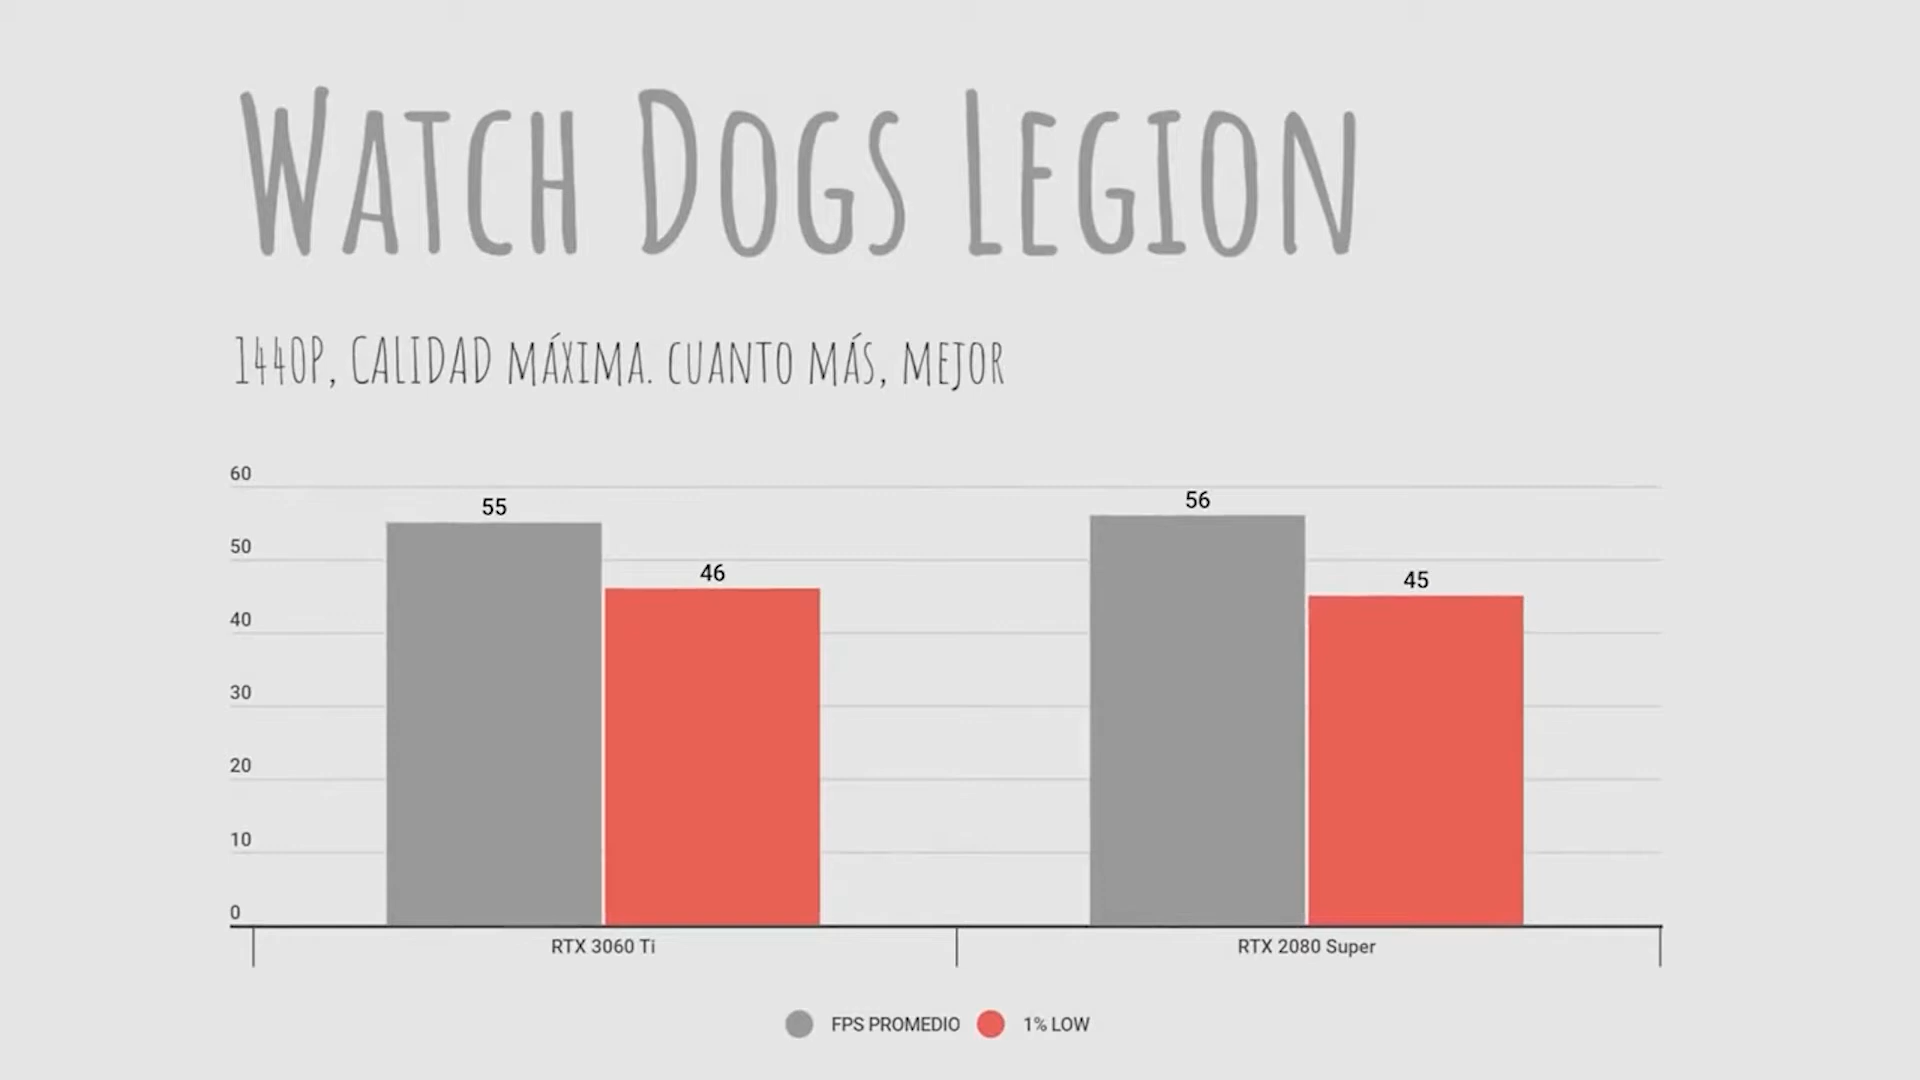 WATCH DOGS LEGION
1440P, CALIDAD MÁXIMA. CUANTO MÁS, MEJOR
60
50
40
30
20
10
0
55
46
56
45
RTX 3060 Ti
RTX 2080 Super
FPS PROMEDIO
1% LOW